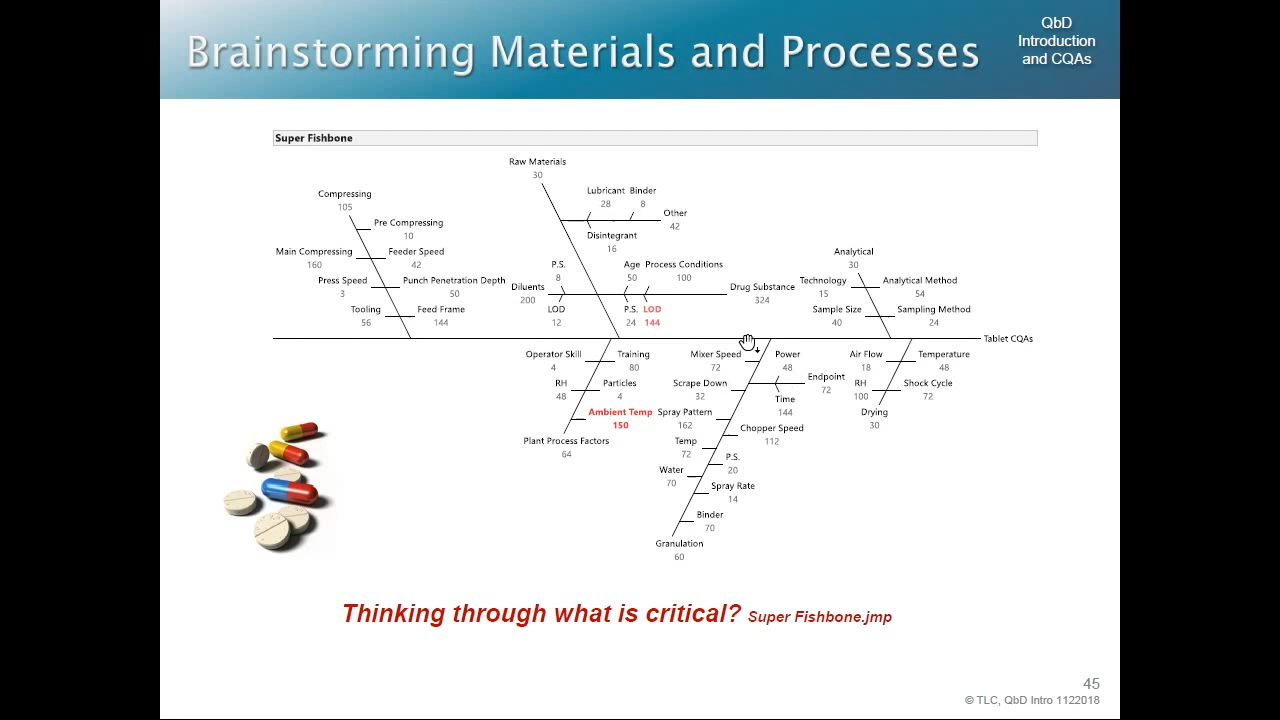 Brainstorming Materials and Processes
QbD
Introduction
and CQAs
Super Fishbone
Raw Materials
30
Compressing
105
Lubricant Binder
28 8
Other
42
Pre Compressing
10
Disintegrant
16
Main Compressing
160
Feeder Speed
42
Analytical
30
P.S.
8
Age Process Conditions
50 100
Press Speed
3
Punch Penetration Depth
50
Diluents
200
Drug Substance
324
Technology
15
Analytical Method
54
Tooling
56
Feed Frame
144
LOD
12
P.S. LOD
24 144
Sample Size
40
Sampling Method
24
Tablet CQAs
Operator Skill
4
Training
80
Mixer Speed
72
Power
48
Air Flow
18
Temperature
48
RH
48
Particles
4
Scrape Down
32
Endpoint
72
RH
100
Shock Cycle
72
Time
144
Ambient Temp
150
Spray Pattern
162
Drying
30
Chopper Speed
112
Plant Process Factors
64
Temp
72
P.S.
20
Water
70
Spray Rate
14
Binder
70
Granulation
60
Thinking through what is critical? Super Fishbone.jmp
45
© TLC, QbD Intro 1122018